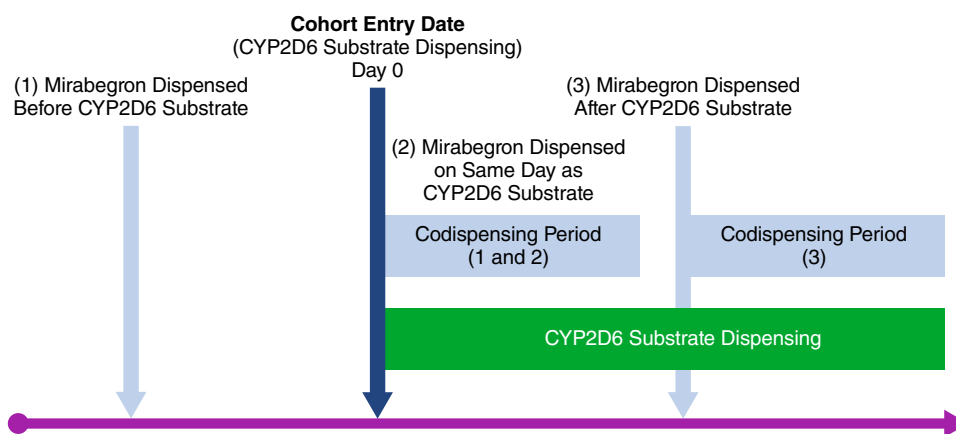 Cohort Entry Date
(CYP2D6 Substrate Dispensing)
Day 0
(1) Mirabegron Dispensed
Before CYP2D6 Substrate
(3) Mirabegron Dispensed
After CYP2D6 Substrate
(2) Mirabegron Dispensed
on Same Day as
CYP2D6 Substrate
Codispensing Period
(1 and 2)
Codispensing Period
(3)
CYP2D6 Substrate Dispensing